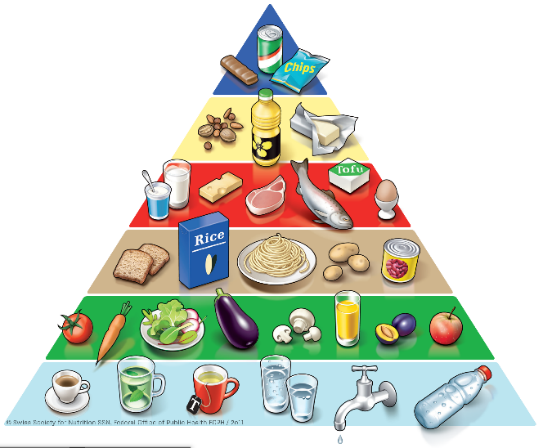 Chips
Tofu
Rice
© Swiss Society for Nutrition SSN, Federal Office of Public Health FOPH / 2011